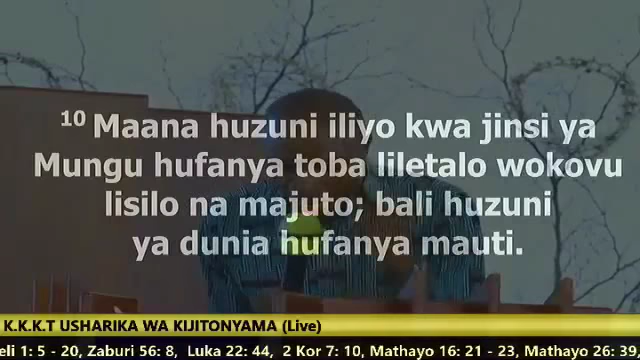 10 Maana huzuni iliyo kwa jinsi ya
Mungu hufanya toba liletalo wokovu
lisilo na majuto; bali huzuni
ya dunia hufanya mauti.
K.K.K.T USHARIKA WA KIJITONYAMA (Live)
eli 1: 5 - 20, Zaburi 56: 8, Luka 22: 44, 2 Kor 7: 10, Mathayo 16: 21 - 23, Mathayo 26: 39,